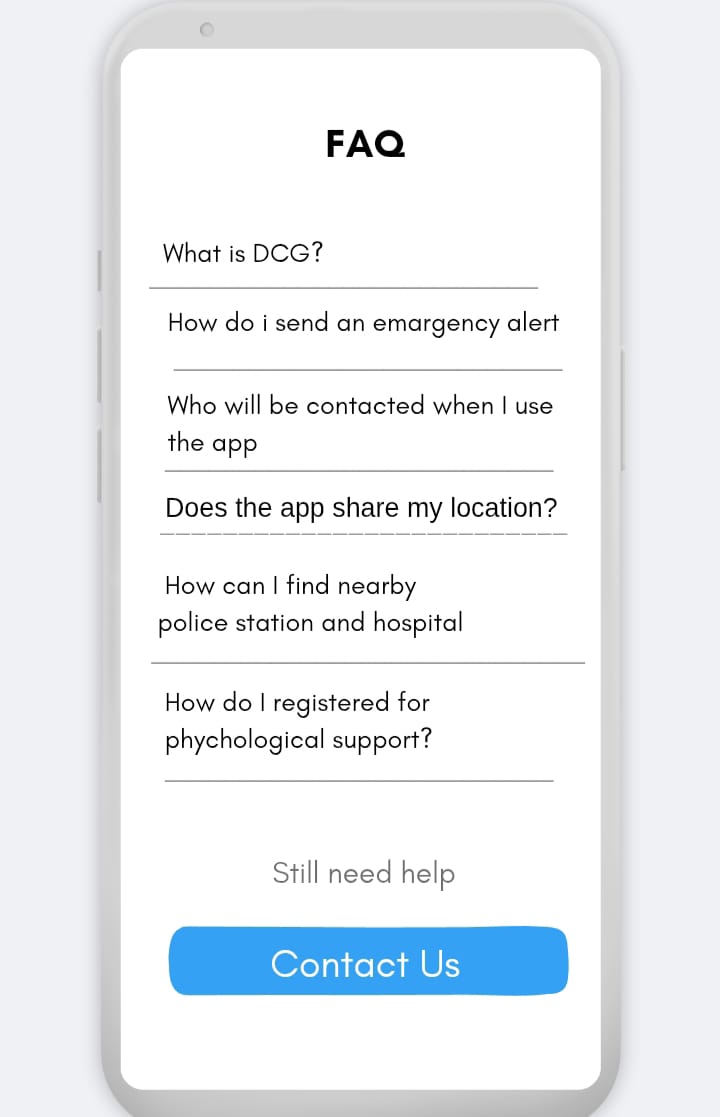 FAQ
What is DCG?
How do i send an emargency alert
Who will be contacted when I use
the app
Does the app share my location?
How can I find nearby
police station and hospital
How do I registered for
phychological support?
Still need help
Contact Us